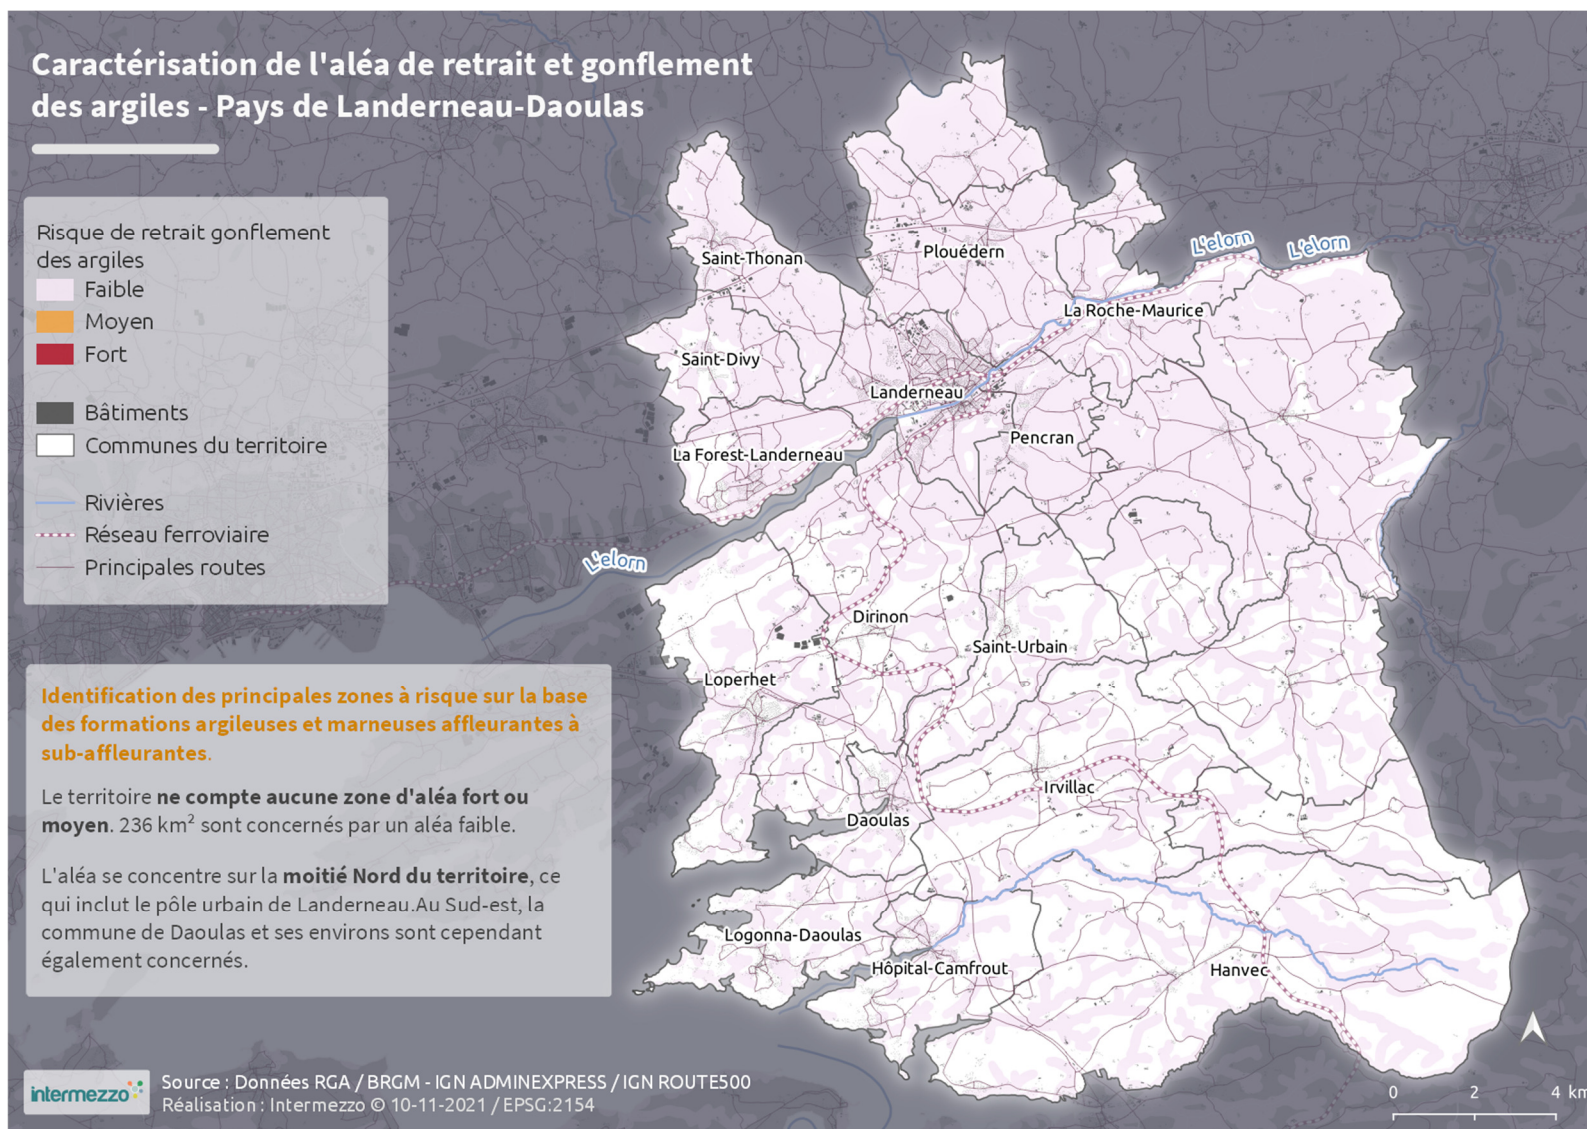 Caractérisation de l'aléa de retrait et gonflement
des argiles - Pays de Landerneau-Daoulas
Risque de retrait gonflement
des argiles
Faible
Moyen
Fort
Bâtiments
Communes du territoire
Rivières
Réseau ferroviaire
Principales routes
Identification des principales zones à risque sur la base
des formations argileuses et marneuses affleurantes à
sub-affleurantes.
Le territoire ne compte aucune zone d'aléa fort ou
moyen. 236 km² sont concernés par un aléa faible.
L'aléa se concentre sur la moitié Nord du territoire, ce
qui inclut le pôle urbain de Landerneau.Au Sud-est, la
commune de Daoulas et ses environs sont cependant
également concernés.
L'elorn
L'elorn
Plouédern
Saint-Thonan
La Roche-Maurice
Saint-Divy
Landerneau
Pencran
La Forest-Landerneau
L'elorn
Dirinon
Saint-Urbain
Loperhet
Irvillac
Daoulas
Logonna-Daoulas
Hôpital-Camfrout
Hanvec
intermezzo
Source : Données RGA / BRGM - IGN ADMINEXPRESS / IGN ROUTE500
Réalisation : Intermezzo © 10-11-2021 / EPSG:2154
0 2 4 km